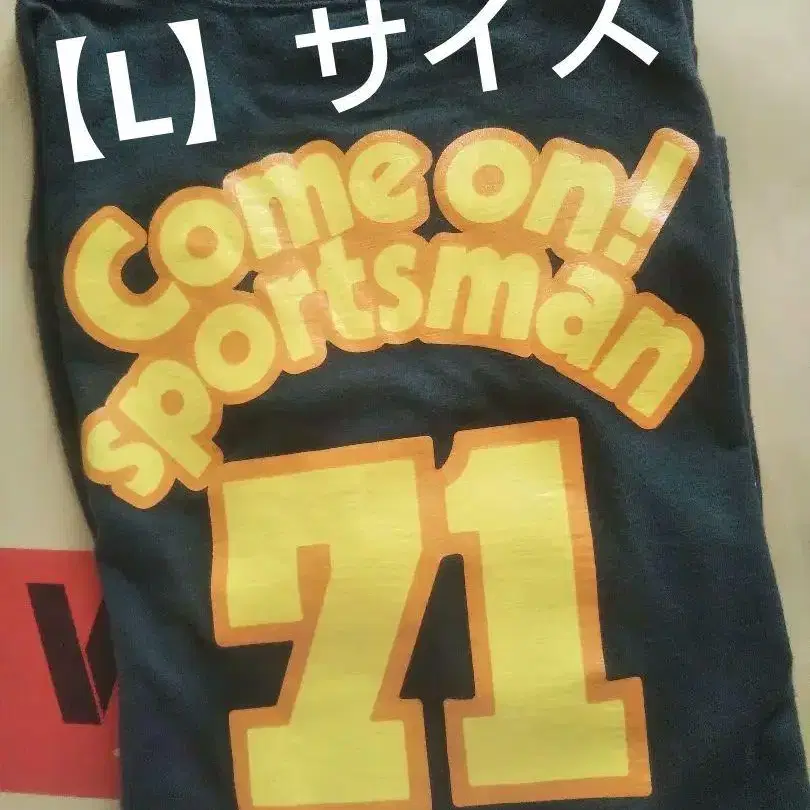 【L】サイズ
Come on!
sportsman
71